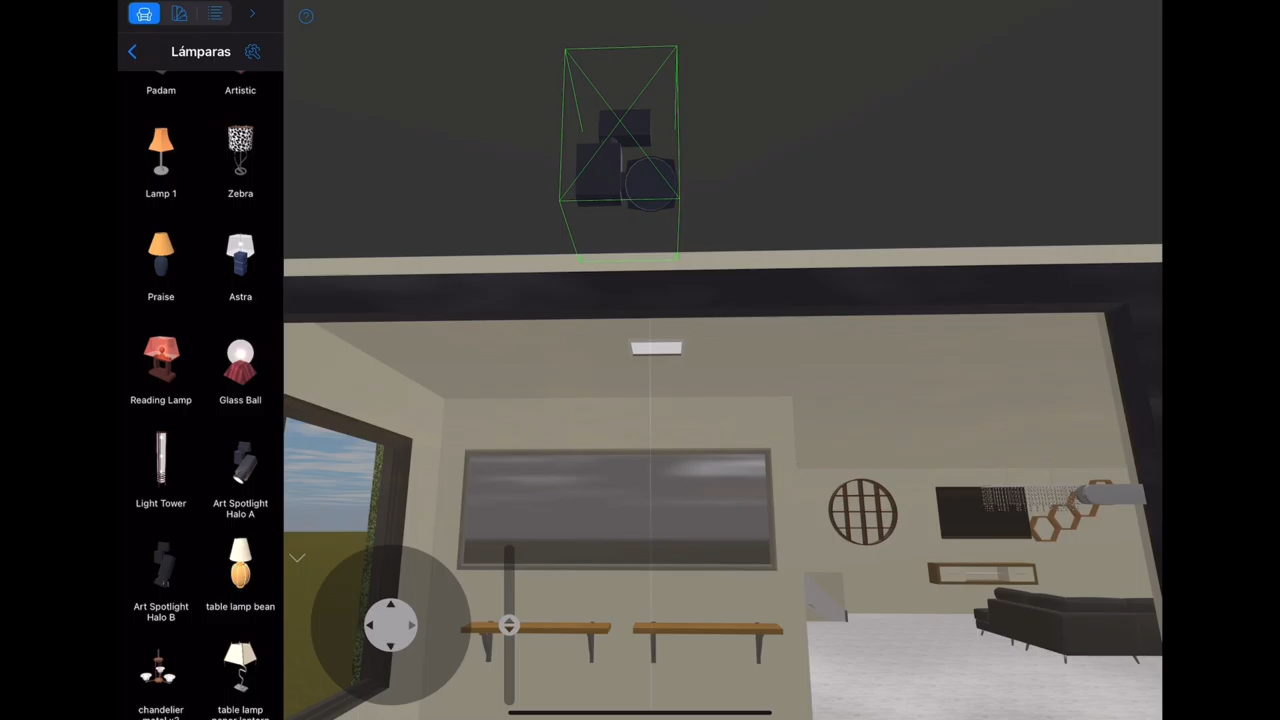 Lámparas
Padam
Artistic
Lamp 1
Zebra
Praise
Astra
Reading Lamp
Glass Ball
Light Tower
Art Spotlight
Halo A
Art Spotlight
Halo B
table lamp bean
chandelier
table lamp